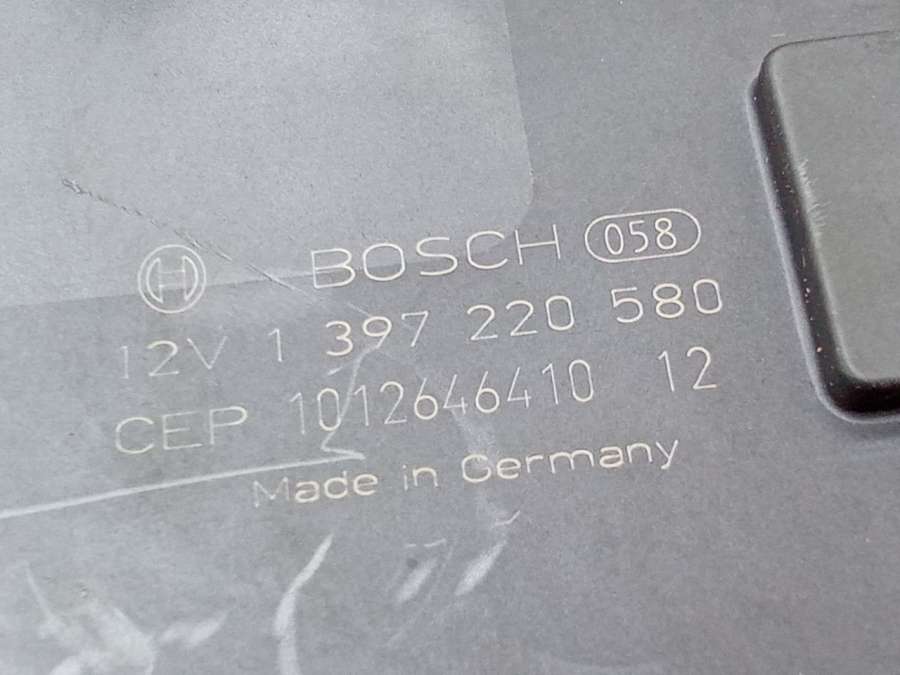 BOSCH 058
12V 1 397 220 580
CEP 1012646410 12
Made in Germany